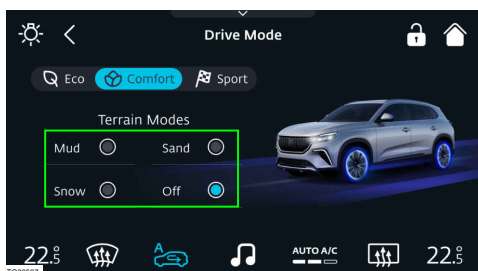 Drive Mode
Eco Comfort Sport
Terrain Modes
Mud Sand
Snow Off
22.5° A AUTO A/C 22.5°